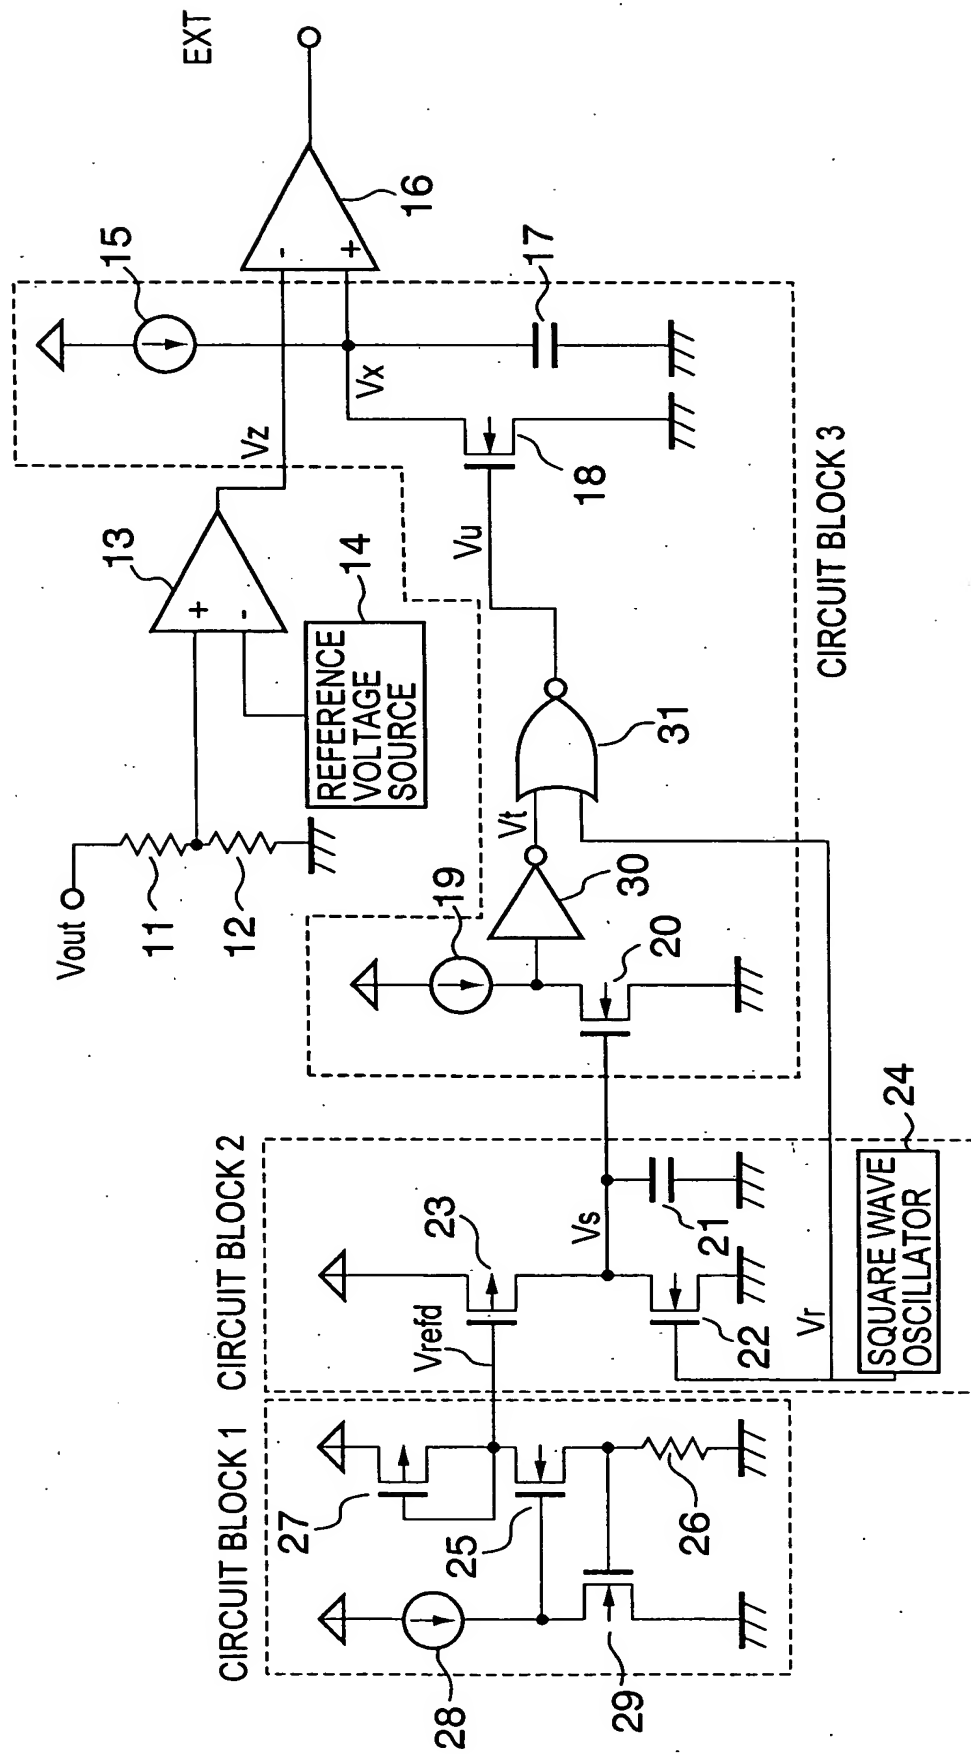 CIRCUIT BLOCK 1
27
28
25
29
26
CIRCUIT BLOCK 2
Vrefd
23
Vs
21
22
Vr
SQUARE WAVE
OSCILLATOR
24
Vout
11
12
13
+
-
REFERENCE
VOLTAGE
SOURCE
14
19
20
30
Vt
31
Vu
18
Vz
Vx
15
17
-
+
16
EXT
CIRCUIT BLOCK 3